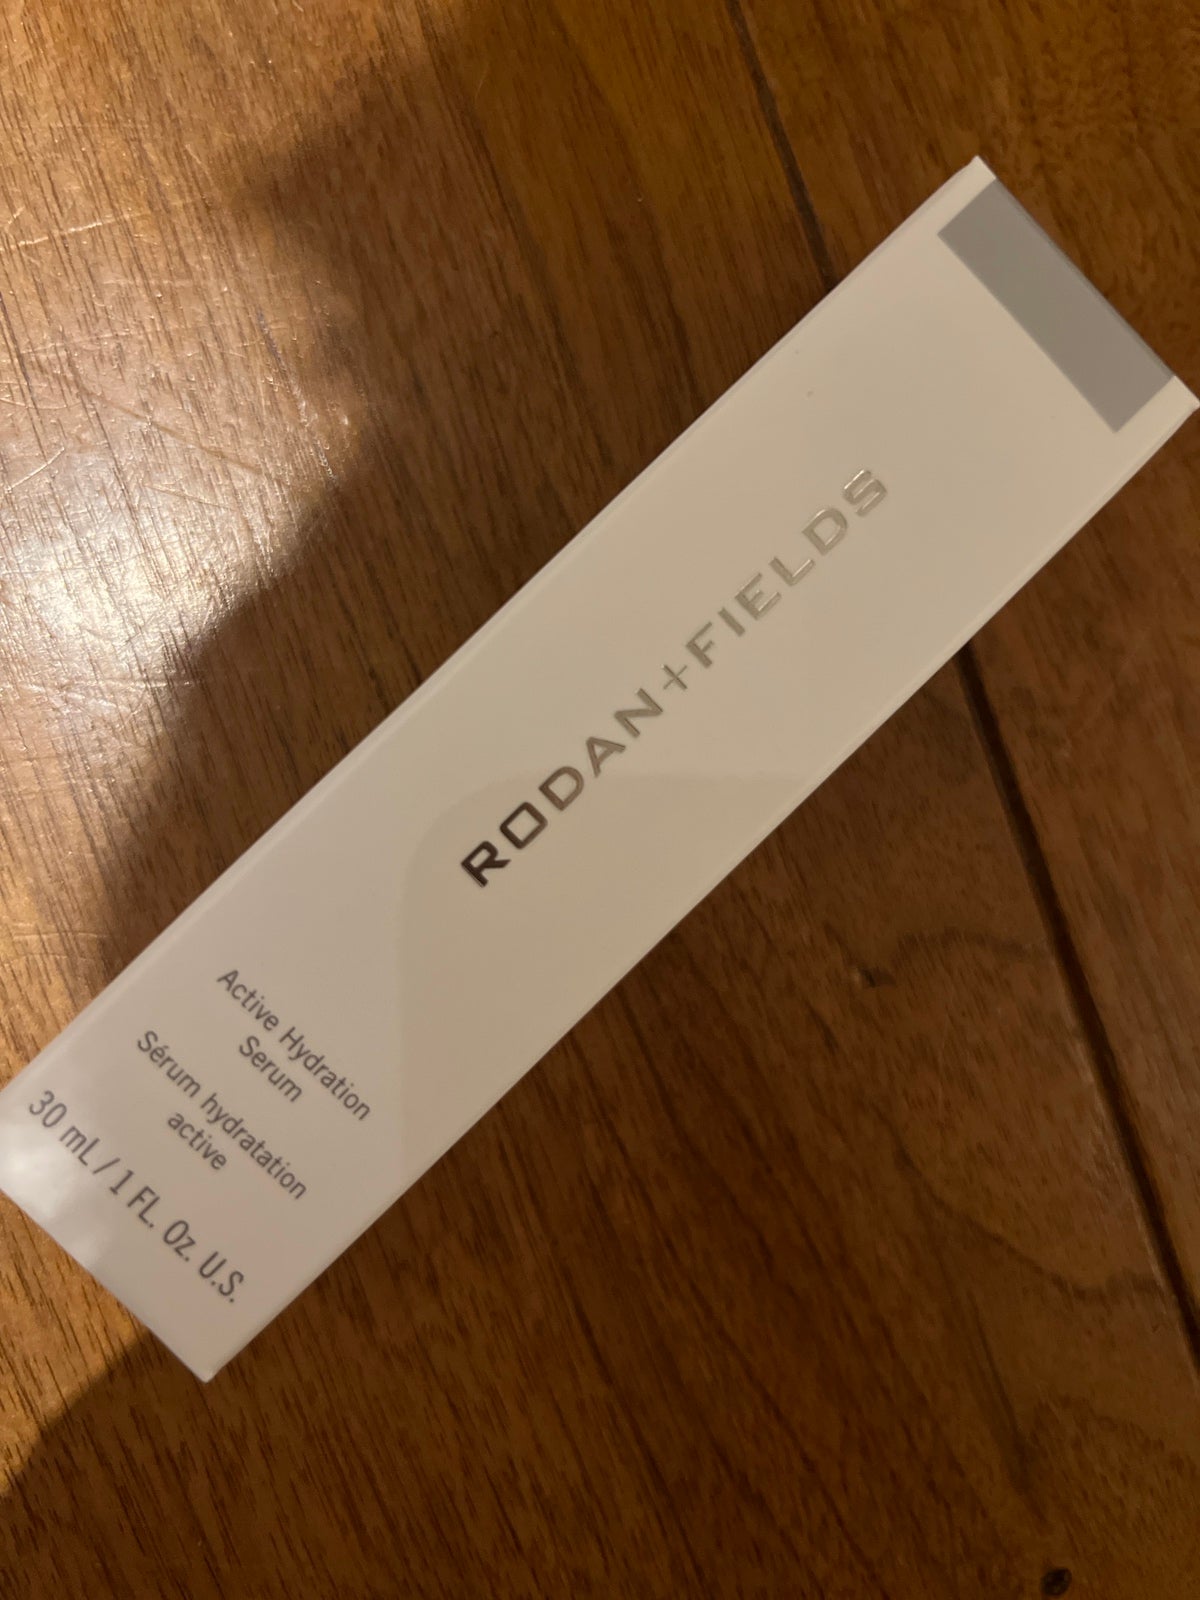 RODAN+FIELDS
Active Hydration
Serum
Sérum hydratation
active
30 mL / 1 FL. Oz. U.S.